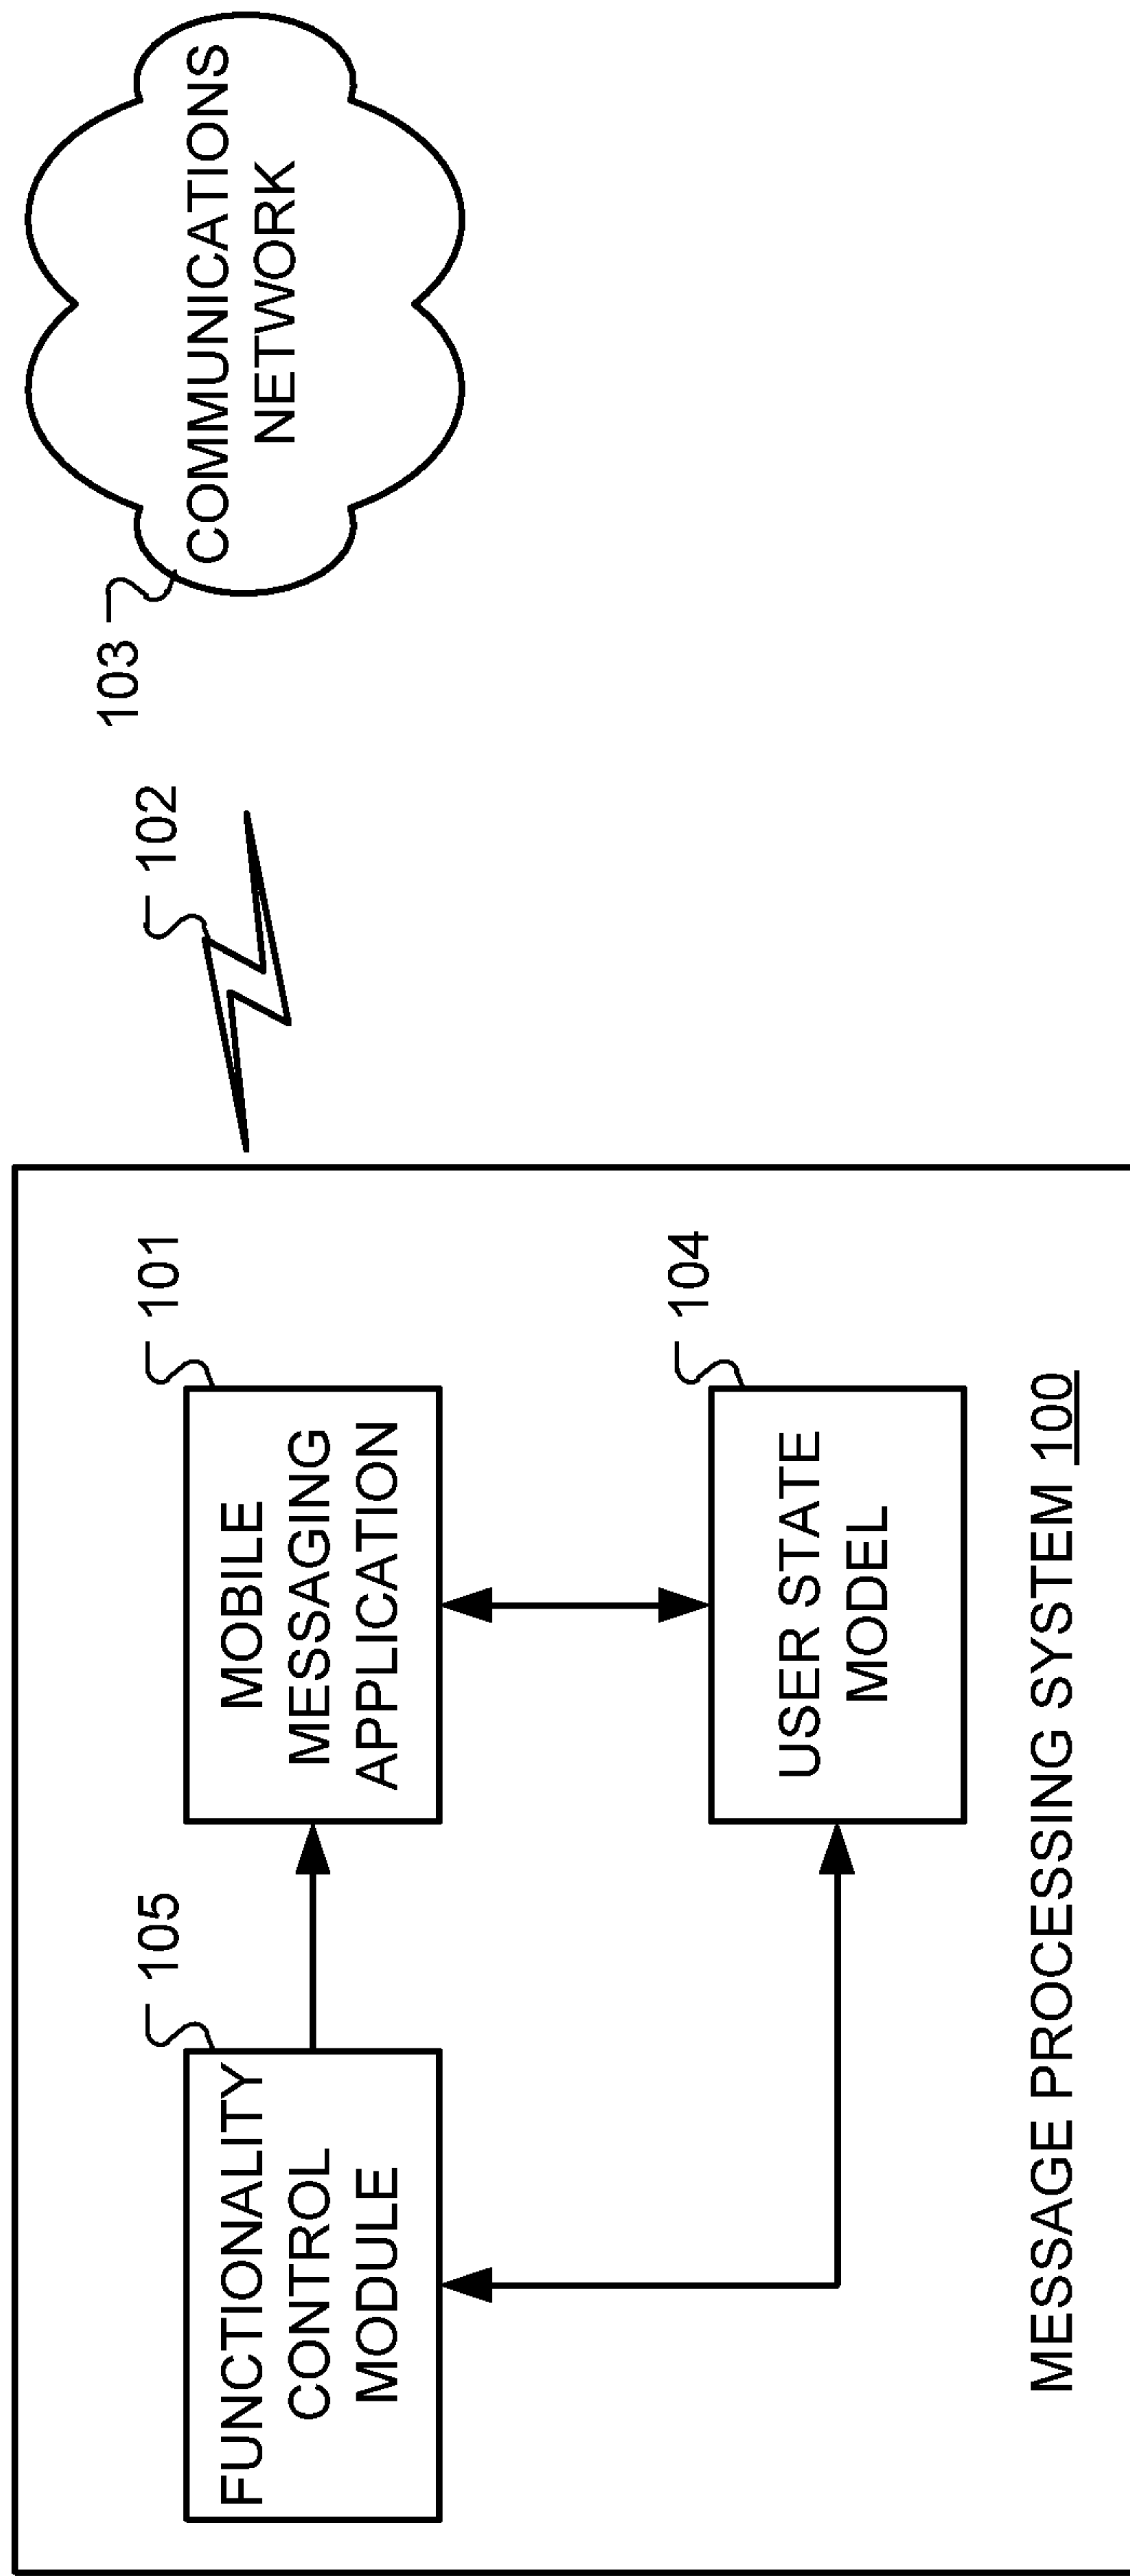 105
FUNCTIONALITY
CONTROL
MODULE
101
MOBILE
MESSAGING
APPLICATION
102
103
COMMUNICATIONS
NETWORK
104
USER STATE
MODEL
MESSAGE PROCESSING SYSTEM 100